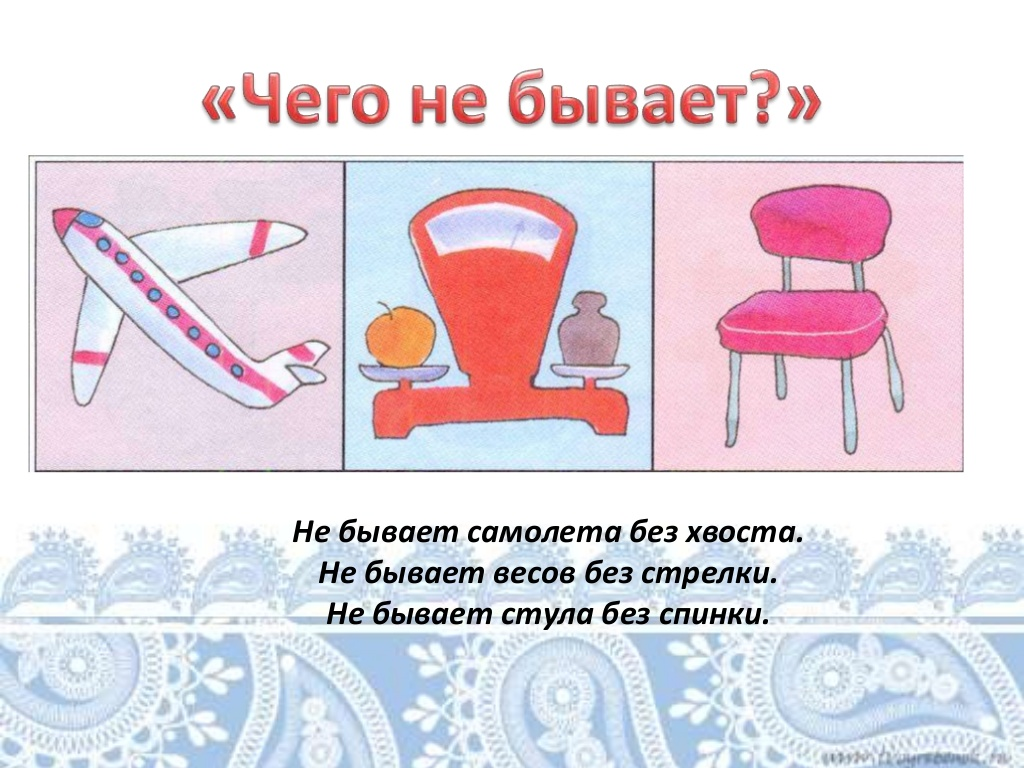 «Чего не бывает?»
Не бывает самолета без хвоста.
Не бывает весов без стрелки.
Не бывает стула без спинки.